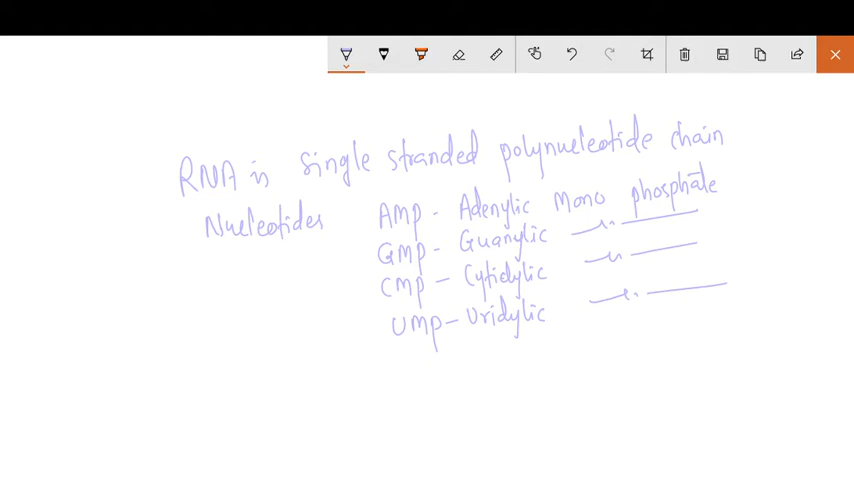 RNA is single stranded polynucleotide chain
Nucleotides AMP - Adenylic Mono phosphate
GMP - Guanylic —〃—
CMP - Cytidylic —〃—
UMP - Uridylic —〃—